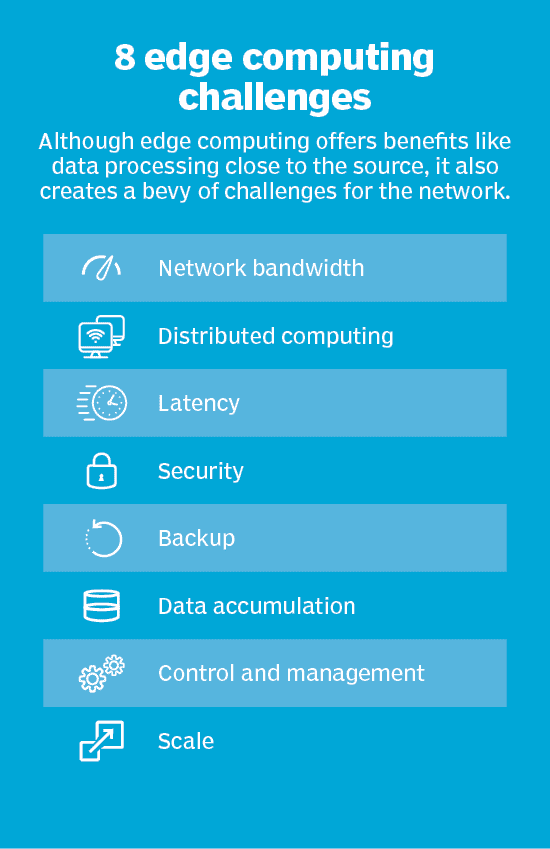 8 edge computing
challenges
Although edge computing offers benefits like
data processing close to the source, it also
creates a bevy of challenges for the network.
Network bandwidth
Distributed computing
Latency
Security
Backup
Data accumulation
Control and management
Scale